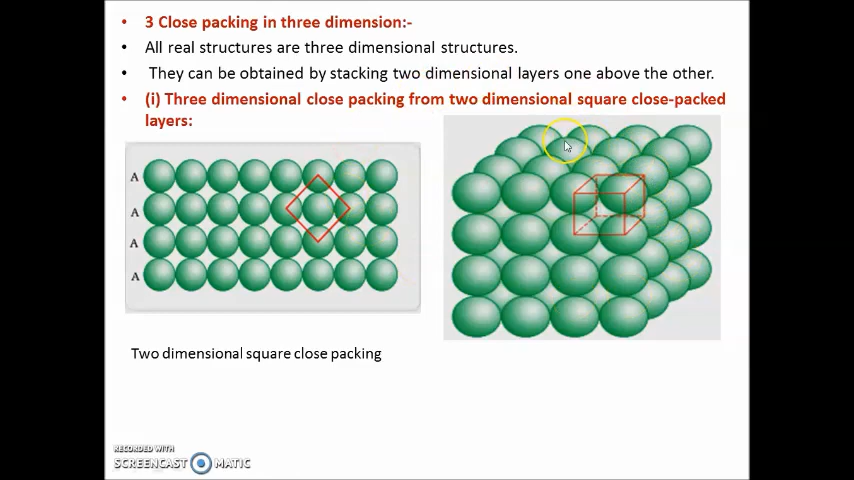 3 Close packing in three dimension:-
All real structures are three dimensional structures.
They can be obtained by stacking two dimensional layers one above the other.
(i) Three dimensional close packing from two dimensional square close-packed
layers:
A
A
A
A
Two dimensional square close packing
RECORDED WITH
SCREENCAST MATIC